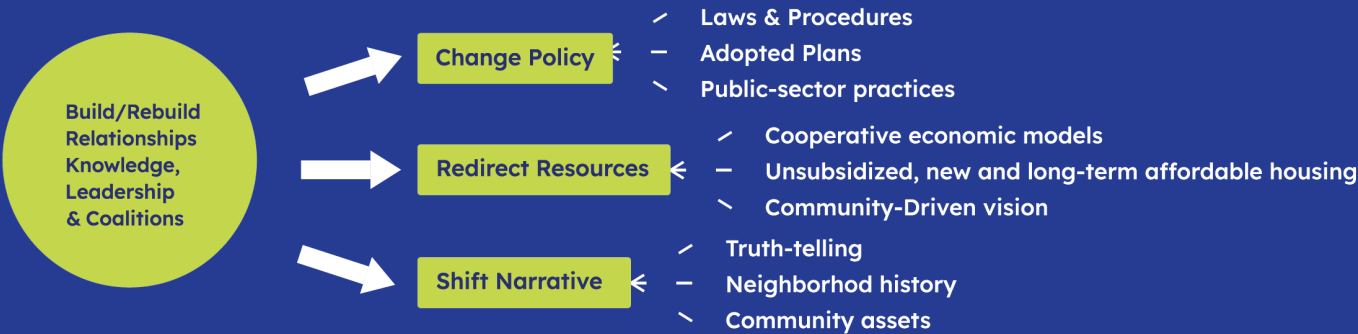 Build/Rebuild
Relationships
Knowledge,
Leadership
& Coalitions
Change Policy
Laws & Procedures
Adopted Plans
Public-sector practices
Redirect Resources
Cooperative economic models
Unsubsidized, new and long-term affordable housing
Community-Driven vision
Shift Narrative
Truth-telling
Neighborhod history
Community assets